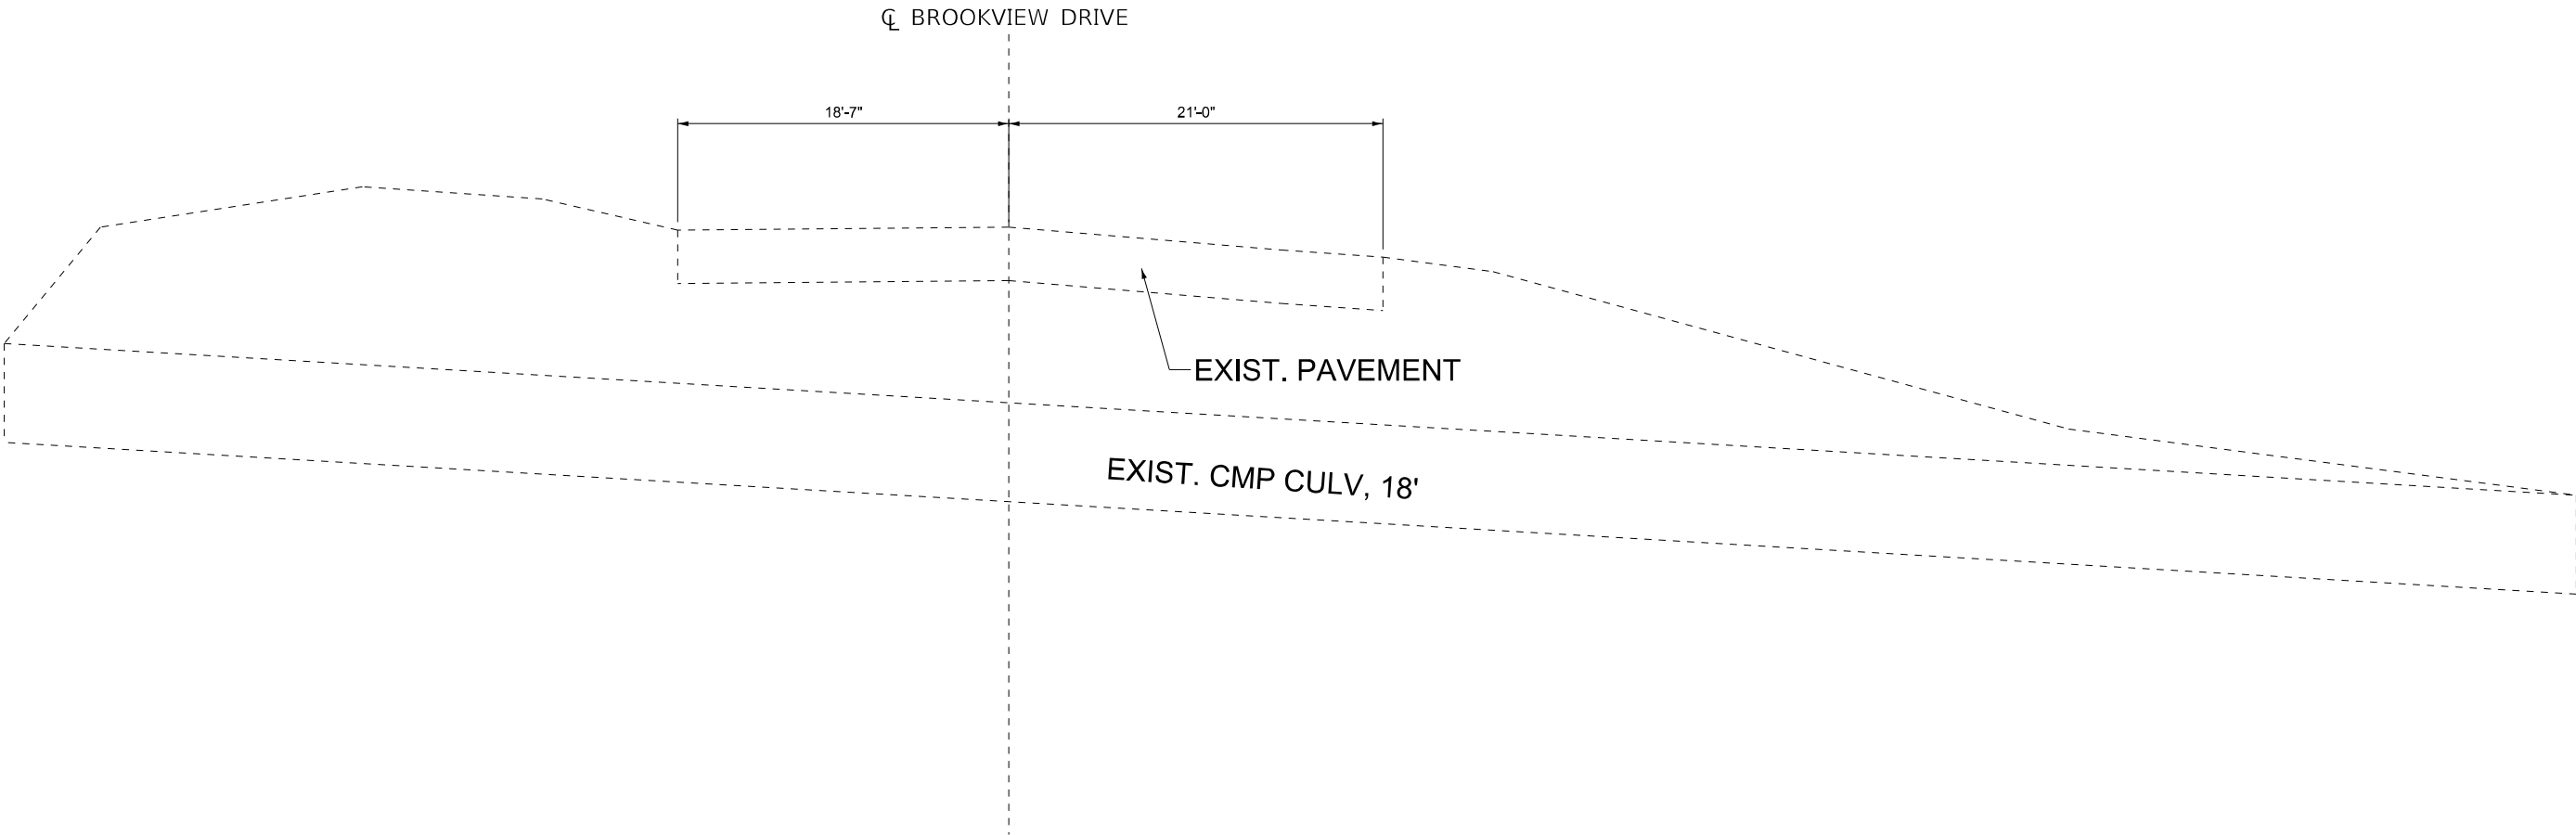 ℄ BROOKVIEW DRIVE
18'-7"
21'-0"
EXIST. PAVEMENT
EXIST. CMP CULV, 18'